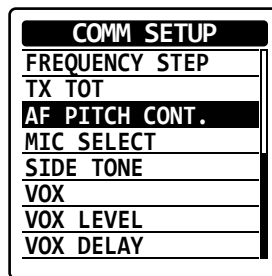 COMM SETUP
FREQUENCY STEP
TX TOT
AF PITCH CONT.
MIC SELECT
SIDE TONE
VOX
VOX LEVEL
VOX DELAY